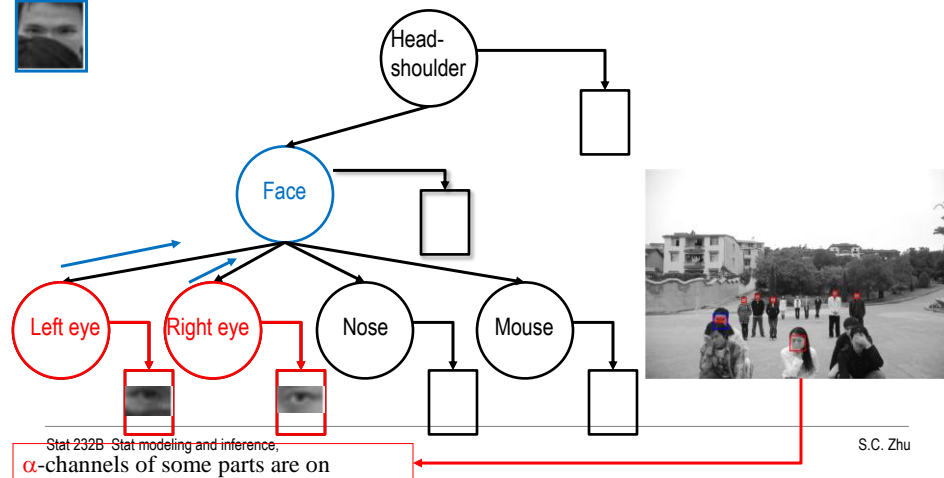 Head-
shoulder
Face
Left eye
Right eye
Nose
Mouse
Stat 232B Stat modeling and inference,
S.C. Zhu
α-channels of some parts are on